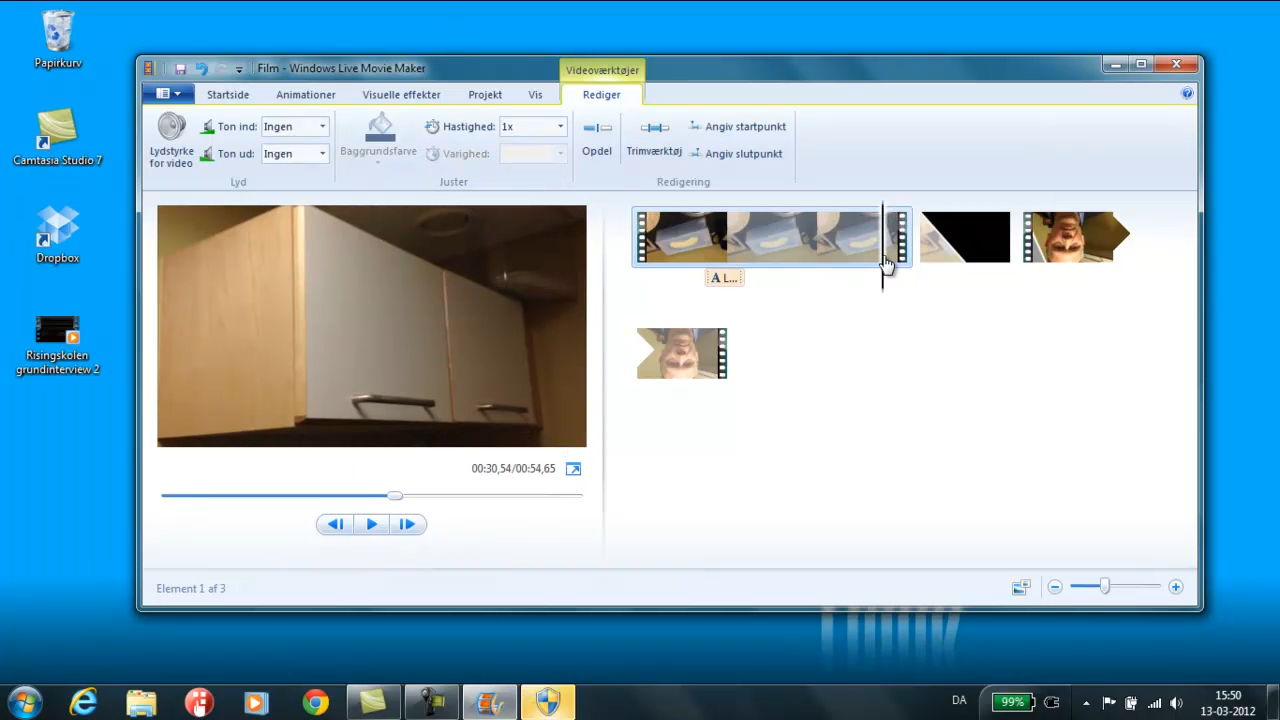 Papirkurv
Camtasia Studio 7
Dropbox
Risingskolen
grundinterview 2
Film - Windows Live Movie Maker
Videoværktøjer
Startside
Animationer
Visuelle effekter
Projekt
Vis
Rediger
Lydstyrke
for video
Ton ind: Ingen
Ton ud: Ingen
Lyd
Baggrundsfarve
Hastighed: 1x
Varighed:
Juster
Opdel
Trimværktøj
Angiv startpunkt
Angiv slutpunkt
Redigering
A L...
00:30,54/00:54,65
Element 1 af 3
DA
99%
15:50
13-03-2012